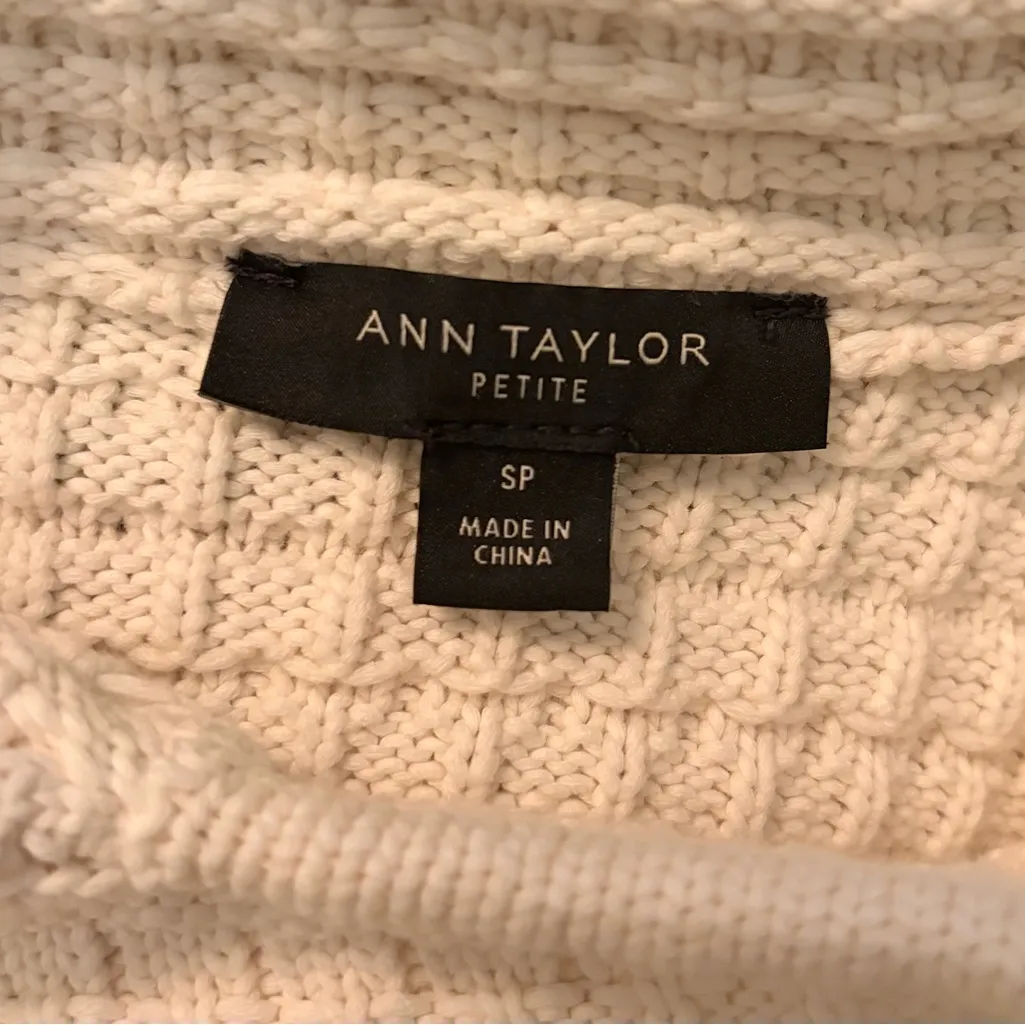 ANN TAYLOR
PETITE
SP
MADE IN
CHINA